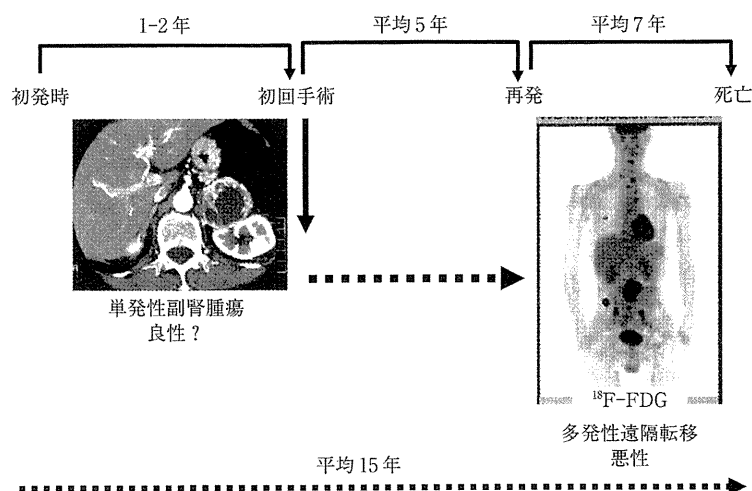 1-2年
平均5年
平均7年
初発時
初回手術
再発
死亡
単発性副腎腫瘍
良性?
¹⁸F-FDG
多発性遠隔転移
悪性
平均15年